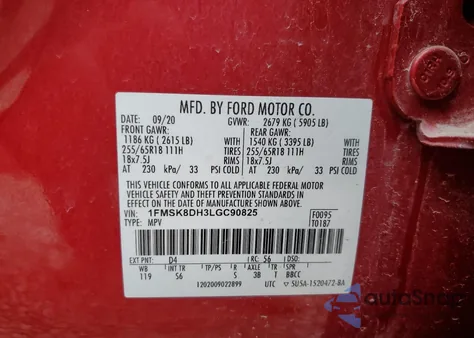 MFD. BY FORD MOTOR CO.
DATE: 09/20 GVWR: 2679 KG ( 5905 LB)
FRONT GAWR: REAR GAWR:
1186 KG ( 2615 LB) 1540 KG ( 3395 LB)
255/65R18 111H TIRES 255/65R18 111H TIRES
18x7.5J RIMS 18x7.5J RIMS
AT 230 kPa/ 33 PSI COLD AT 230 kPa/ 33 PSI COLD
THIS VEHICLE CONFORMS TO ALL APPLICABLE FEDERAL MOTOR
VEHICLE SAFETY AND THEFT PREVENTION STANDARDS IN
EFFECT ON THE DATE OF MANUFACTURE SHOWN ABOVE.
VIN: 1FMSK8DH3LGC90825 F0095
TYPE: MPV T0187
EXT PNT: D4 RC: 56 DSO:
WB INT TR TP/PS R AXLE TR SPR
119 S6 S 3B T BBCC
1202009022899 UTC 5U5A-1520472-BA
autoSnap